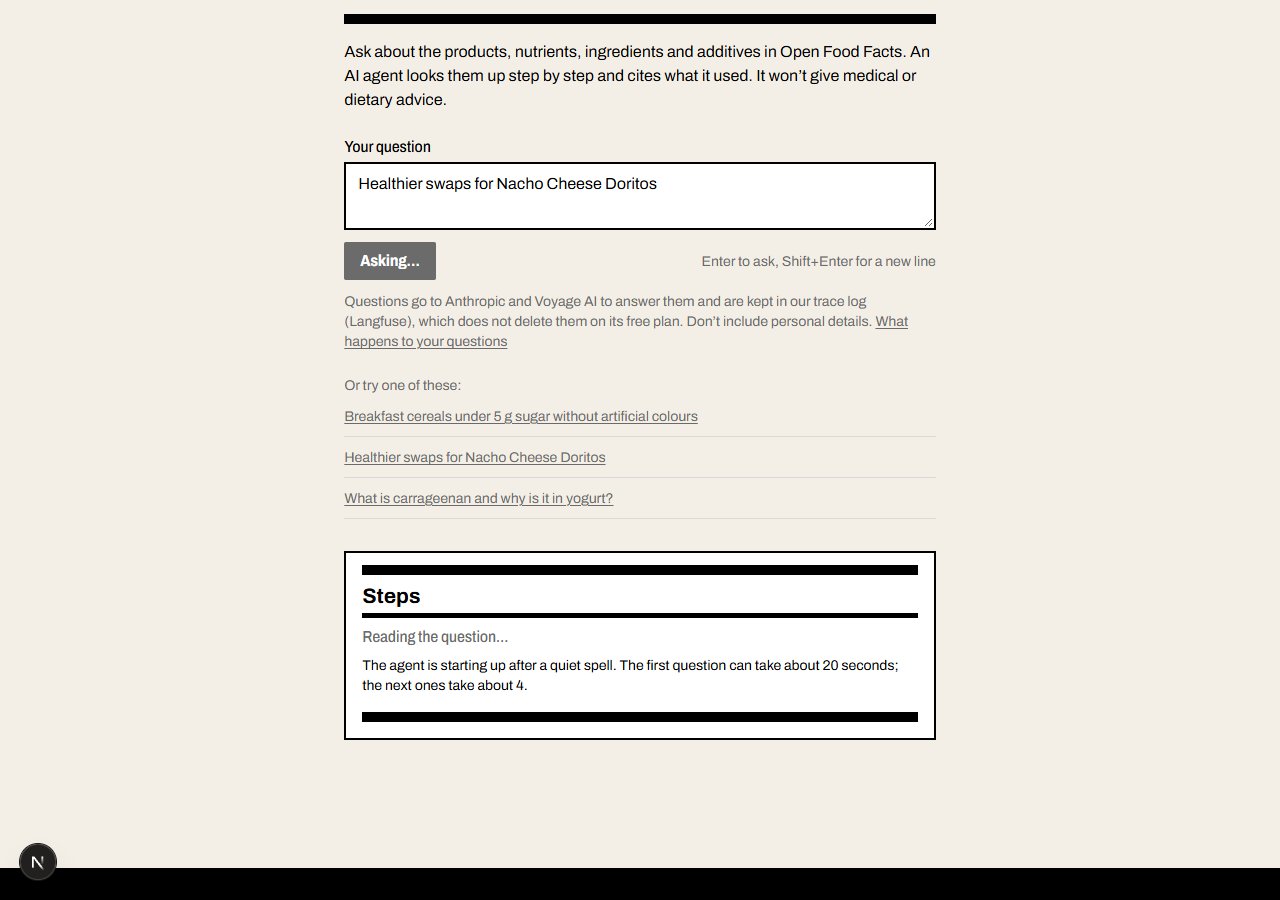 Ask about the products, nutrients, ingredients and additives in Open Food Facts. An
AI agent looks them up step by step and cites what it used. It won’t give medical or
dietary advice.
Your question
Healthier swaps for Nacho Cheese Doritos
Asking…
Enter to ask, Shift+Enter for a new line
Questions go to Anthropic and Voyage AI to answer them and are kept in our trace log
(Langfuse), which does not delete them on its free plan. Don’t include personal details. What
happens to your questions
Or try one of these:
Breakfast cereals under 5 g sugar without artificial colours
Healthier swaps for Nacho Cheese Doritos
What is carrageenan and why is it in yogurt?
Steps
Reading the question…
The agent is starting up after a quiet spell. The first question can take about 20 seconds;
the next ones take about 4.
N